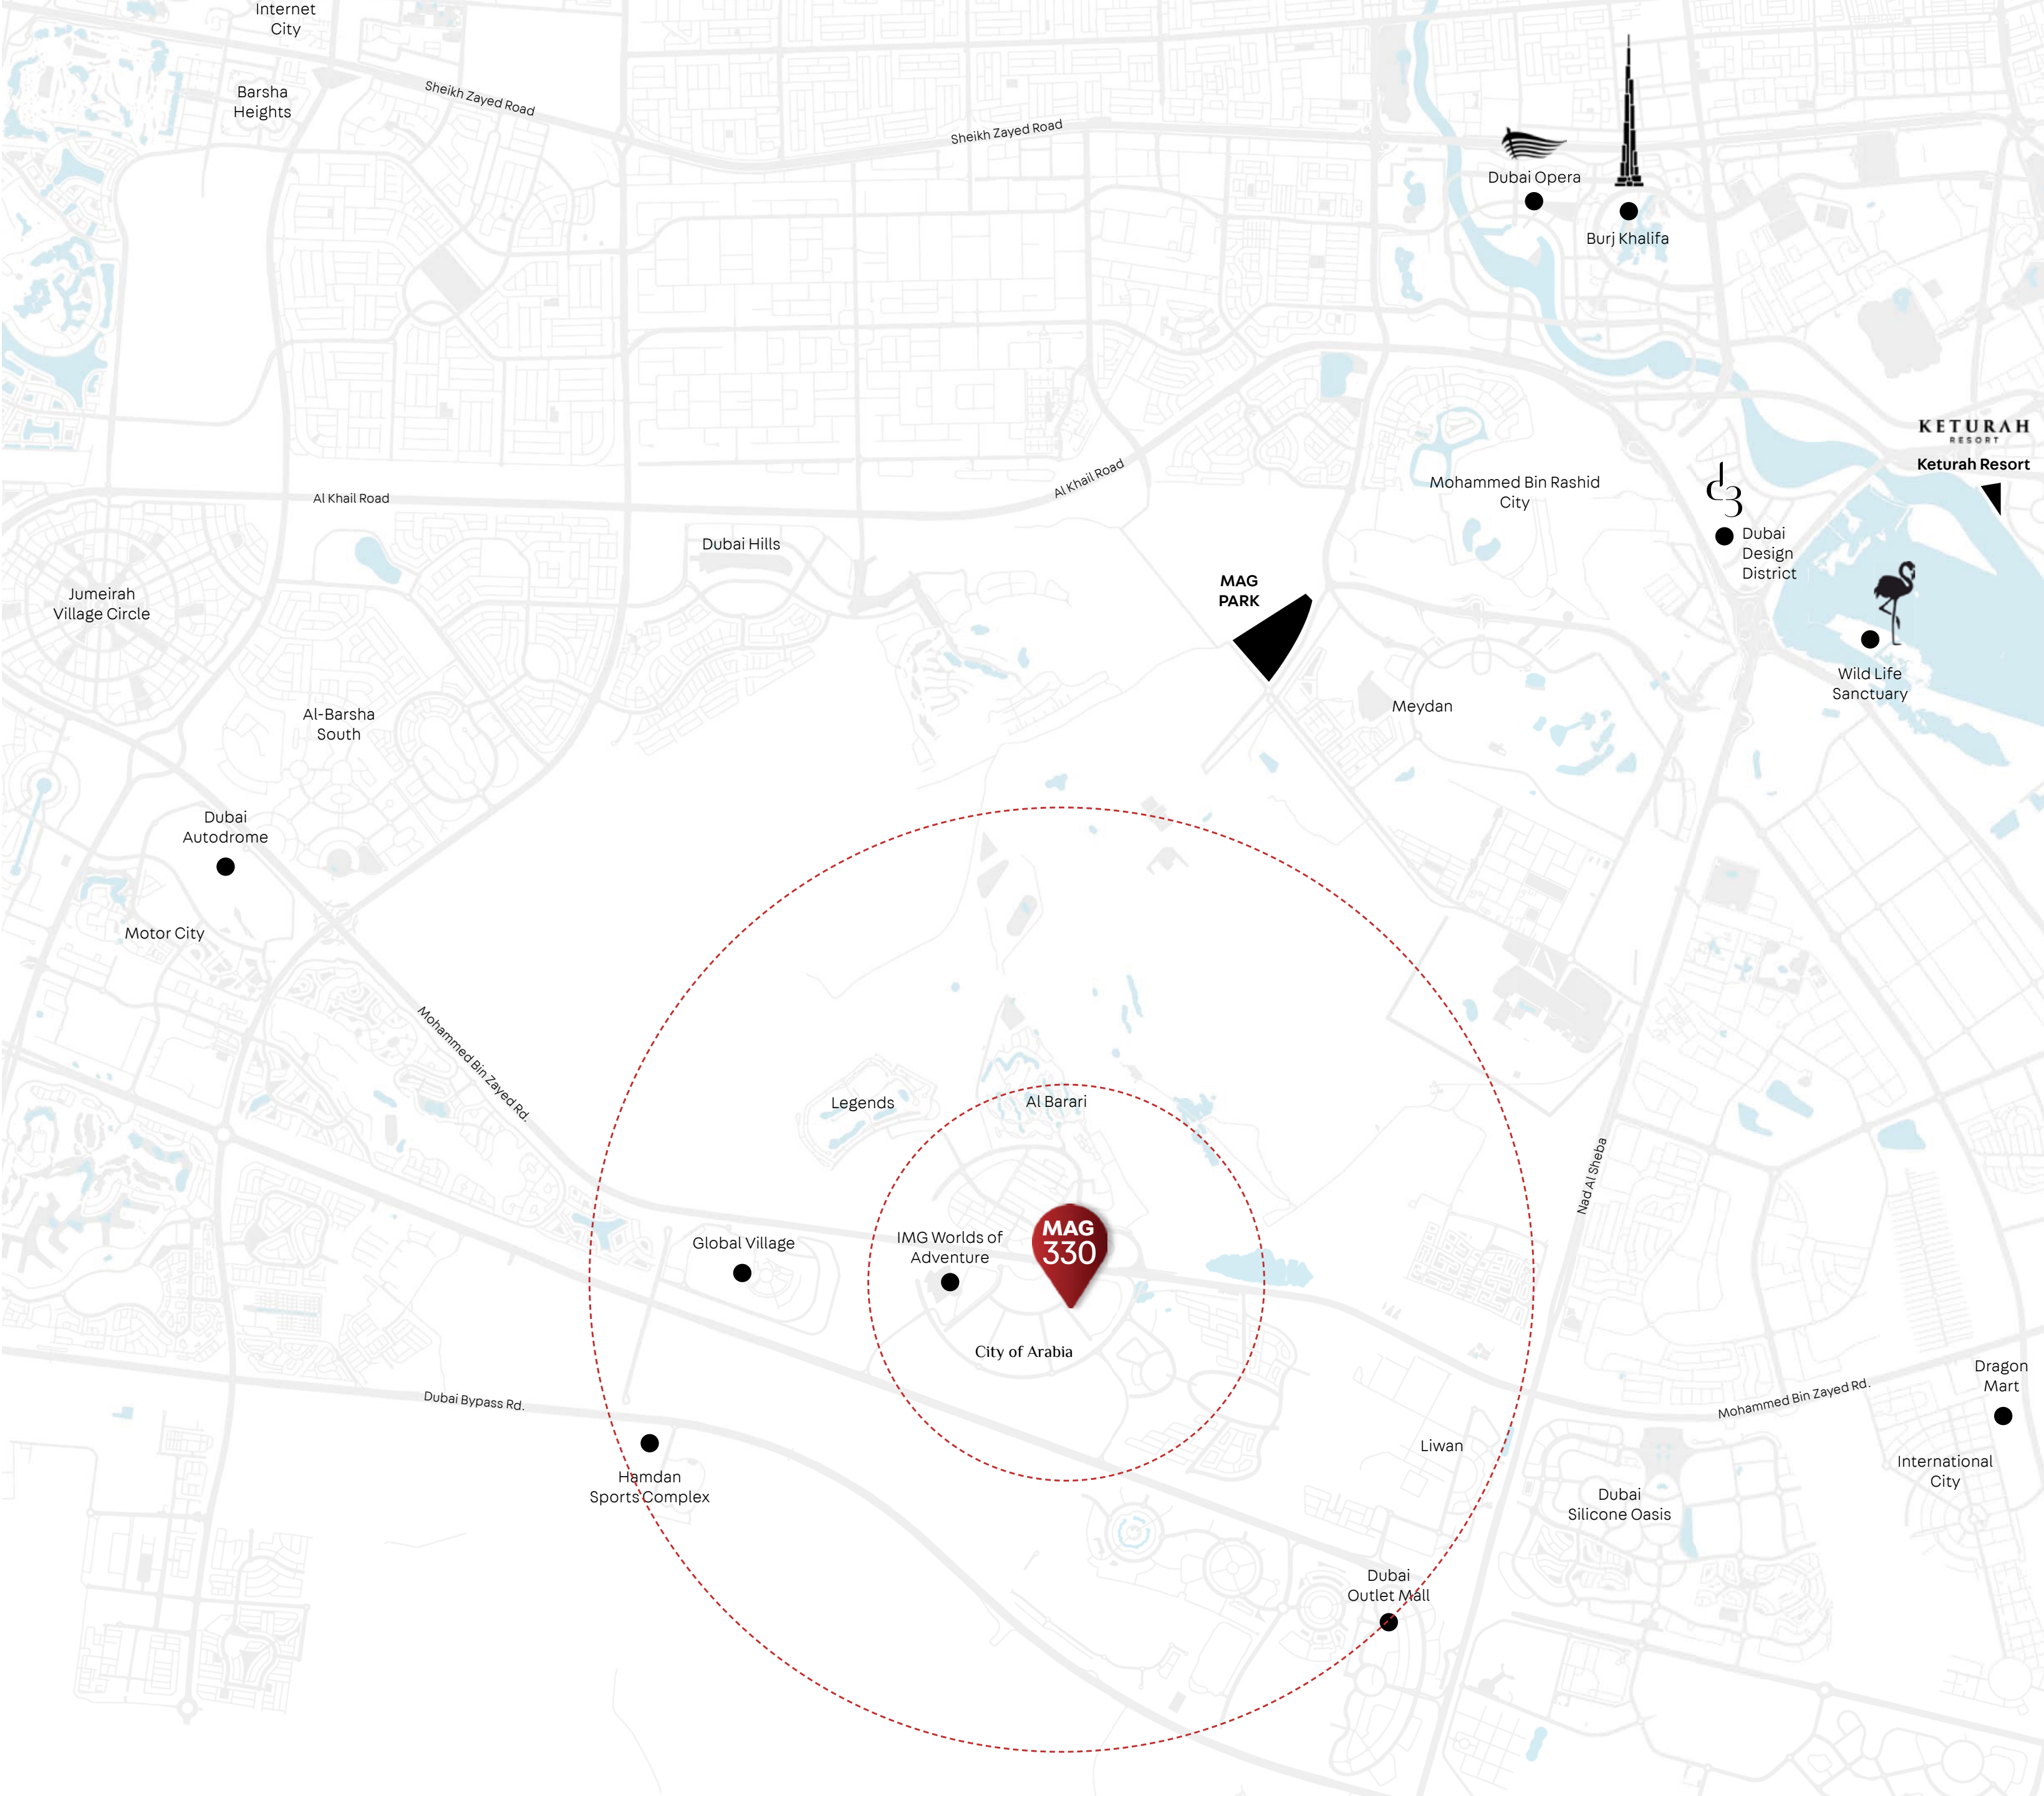 Internet
City
Barsha
Heights
Sheikh Zayed Road
Sheikh Zayed Road
Dubai Opera
Burj Khalifa
KETURAH
RESORT
Keturah Resort
Al Khail Road
Al Khail Road
Mohammed Bin Rashid
City
d3
Dubai
Design
District
Dubai Hills
MAG
PARK
Jumeirah
Village Circle
Wild Life
Sanctuary
Meydan
Al-Barsha
South
Dubai
Autodrome
Motor City
Mohammed Bin Zayed Rd.
Legends
Al Barari
Nad Al Sheba
Global Village
IMG Worlds of
Adventure
MAG
330
City of Arabia
Dubai Bypass Rd.
Mohammed Bin Zayed Rd.
Dragon
Mart
Liwan
International
City
Hamdan
Sports Complex
Dubai
Silicone Oasis
Dubai
Outlet Mall